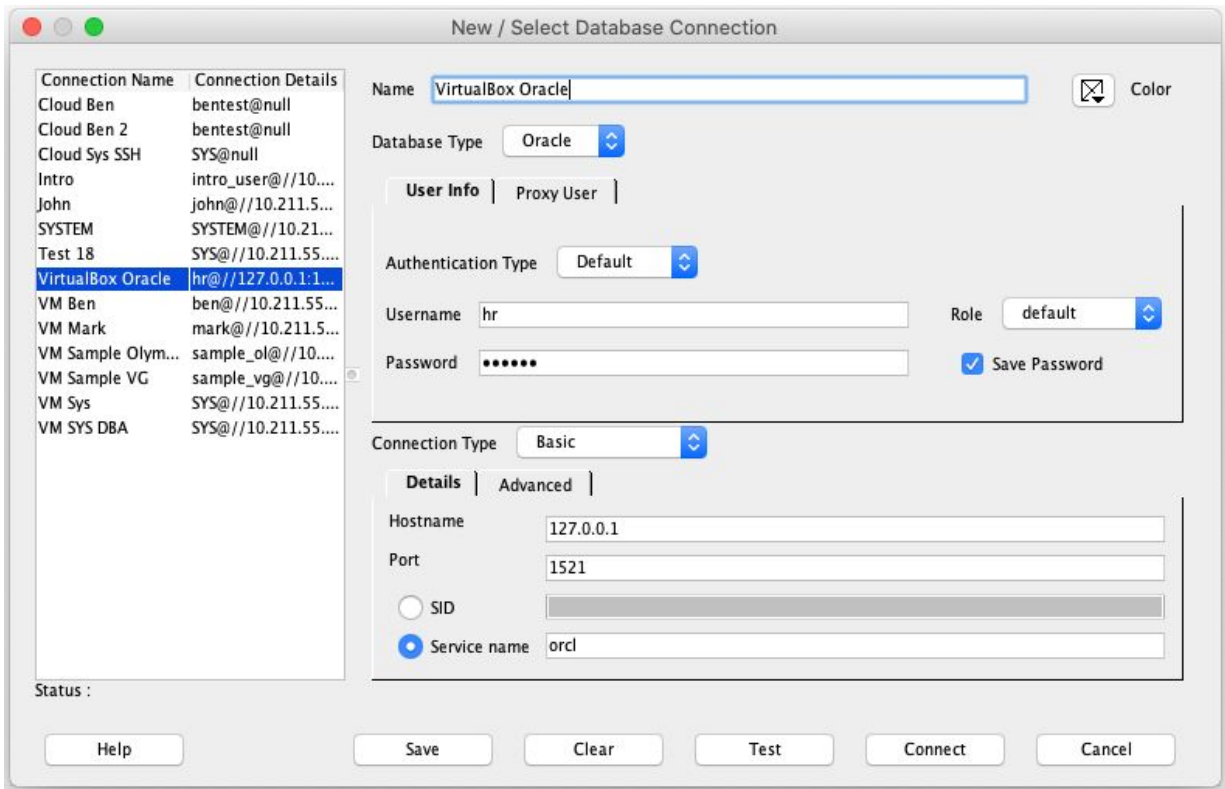 New / Select Database Connection
Connection Name Connection Details
Cloud Ben bentest@null
Cloud Ben 2 bentest@null
Cloud Sys SSH SYS@null
Intro intro_user@//10....
John john@//10.211.5...
SYSTEM SYSTEM@//10.21...
Test 18 SYS@//10.211.55....
VirtualBox Oracle hr@//127.0.0.1:1...
VM Ben ben@//10.211.55...
VM Mark mark@//10.211.5...
VM Sample Olym... sample_ol@//10....
VM Sample VG sample_vg@//10....
VM Sys SYS@//10.211.55....
VM SYS DBA SYS@//10.211.55....
Status :
Name VirtualBox Oracle Color
Database Type Oracle
User Info Proxy User
Authentication Type Default
Username hr Role default
Password •••••• Save Password
Connection Type Basic
Details Advanced
Hostname 127.0.0.1
Port 1521
SID
Service name orcl
Help Save Clear Test Connect Cancel